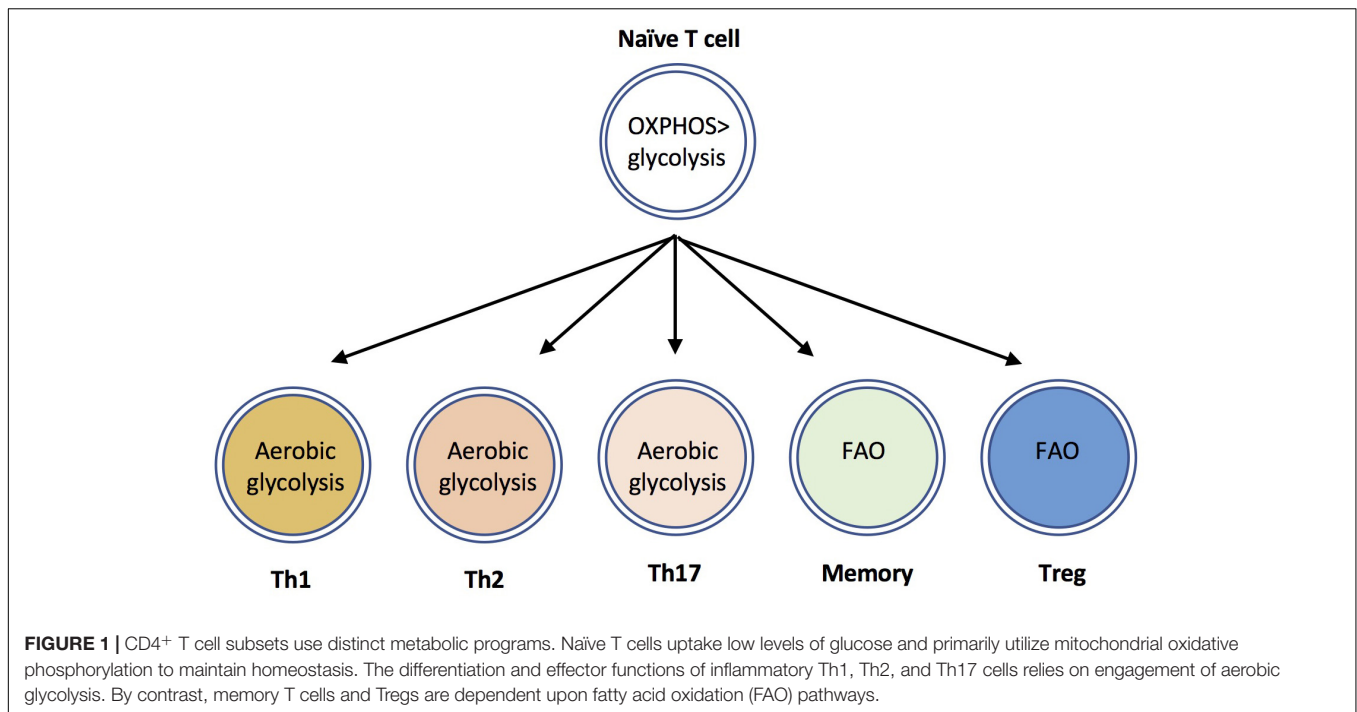 Naïve T cell
OXPHOS>
glycolysis
Aerobic
glycolysis
Aerobic
glycolysis
Aerobic
glycolysis
FAO
FAO
Th1
Th2
Th17
Memory
Treg
FIGURE 1 | CD4+ T cell subsets use distinct metabolic programs. Naïve T cells uptake low levels of glucose and primarily utilize mitochondrial oxidative
phosphorylation to maintain homeostasis. The differentiation and effector functions of inflammatory Th1, Th2, and Th17 cells relies on engagement of aerobic
glycolysis. By contrast, memory T cells and Tregs are dependent upon fatty acid oxidation (FAO) pathways.